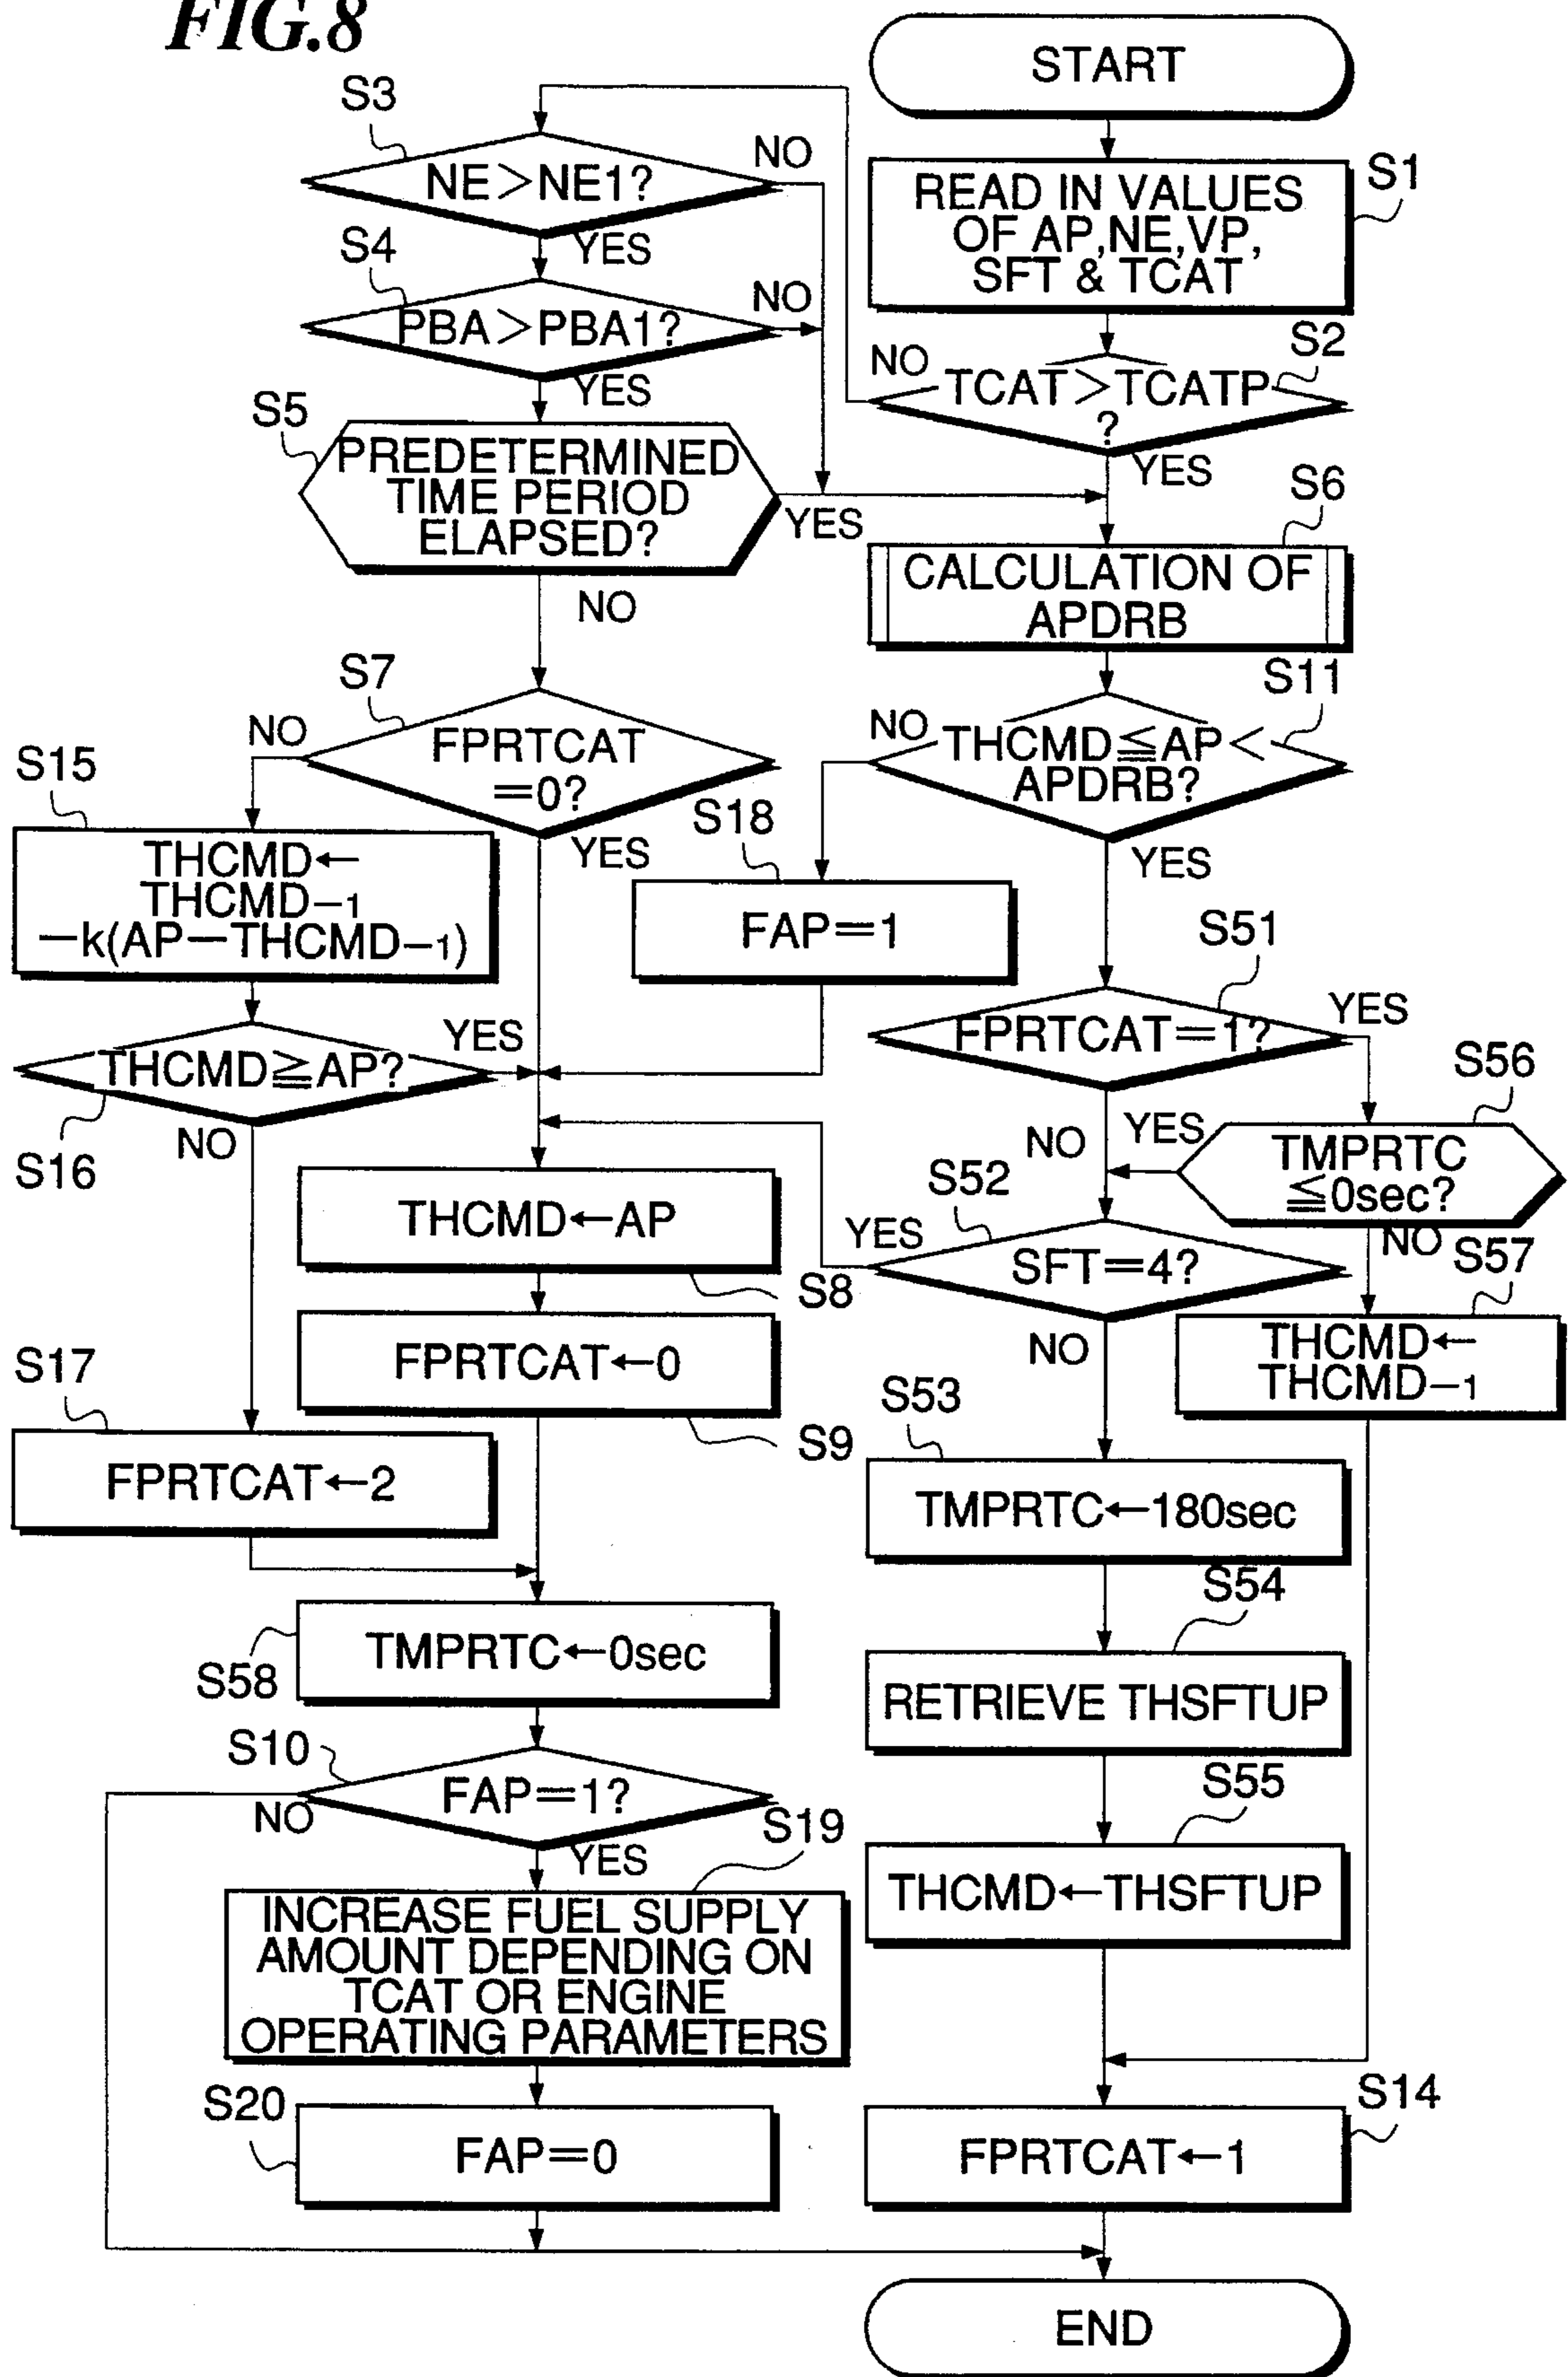 FIG.8
START
S1
READ IN VALUES
OF AP,NE,VP,
SFT & TCAT
S2
TCAT>TCATP
?
NO
YES
S3
NE>NE1?
NO
YES
S4
PBA>PBA1?
NO
YES
S5
PREDETERMINED
TIME PERIOD
ELAPSED?
YES
NO
S6
CALCULATION OF
APDRB
S7
FPRTCAT
=0?
NO
YES
S11
THCMD≦AP<
APDRB?
NO
YES
S15
THCMD←
THCMD-1
-k(AP-THCMD-1)
S18
FAP=1
S51
FPRTCAT=1?
YES
NO
S16
THCMD≧AP?
YES
NO
S56
TMPRTC
≦0sec?
YES
NO
S52
SFT=4?
YES
NO
THCMD←AP
S8
S57
THCMD←
THCMD-1
FPRTCAT←0
S9
S17
FPRTCAT←2
S53
TMPRTC←180sec
S58
TMPRTC←0sec
S54
RETRIEVE THSFTUP
S10
FAP=1?
NO
YES
S55
THCMD←THSFTUP
S19
INCREASE FUEL SUPPLY
AMOUNT DEPENDING ON
TCAT OR ENGINE
OPERATING PARAMETERS
S20
FAP=0
S14
FPRTCAT←1
END